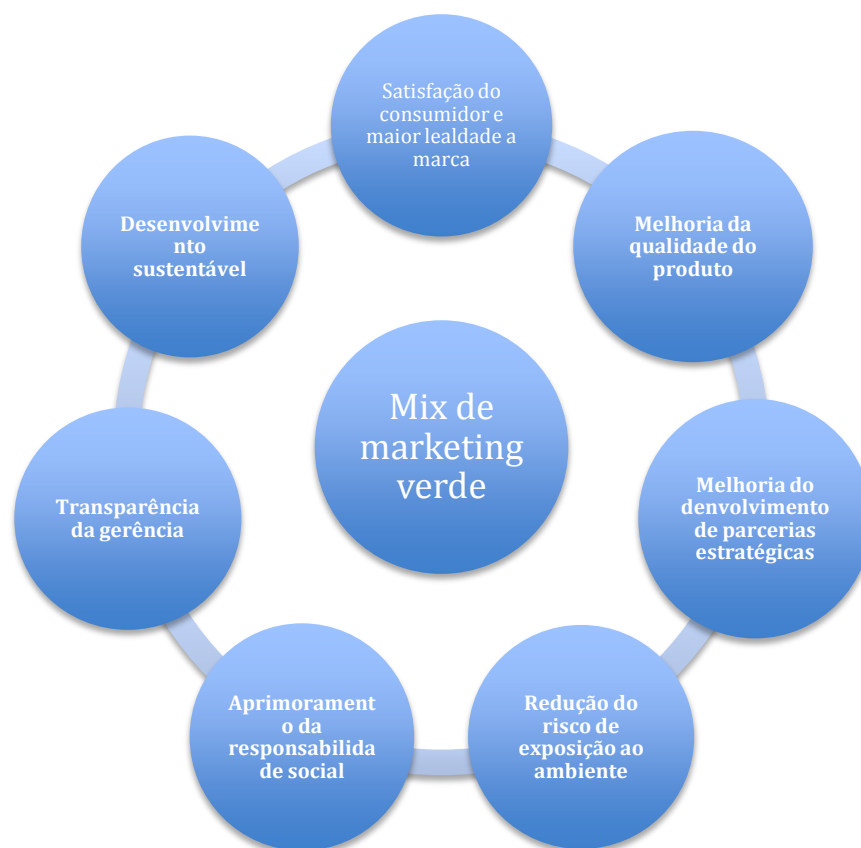 Satisfação do
consumidor e
maior lealdade a
marca
Melhoria da
qualidade do
produto
Melhoria do
denvolvimento
de parcerias
estratégicas
Redução do
risco de
exposição ao
ambiente
Aprimorament
o da
responsabilida
de social
Transparência
da gerência
Desenvolvime
nto
sustentável
Mix de
marketing
verde